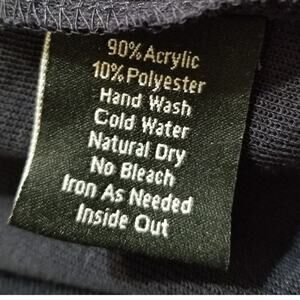 90% Acrylic
10% Polyester
Hand Wash
Cold Water
Natural Dry
No Bleach
Iron As Needed
Inside Out